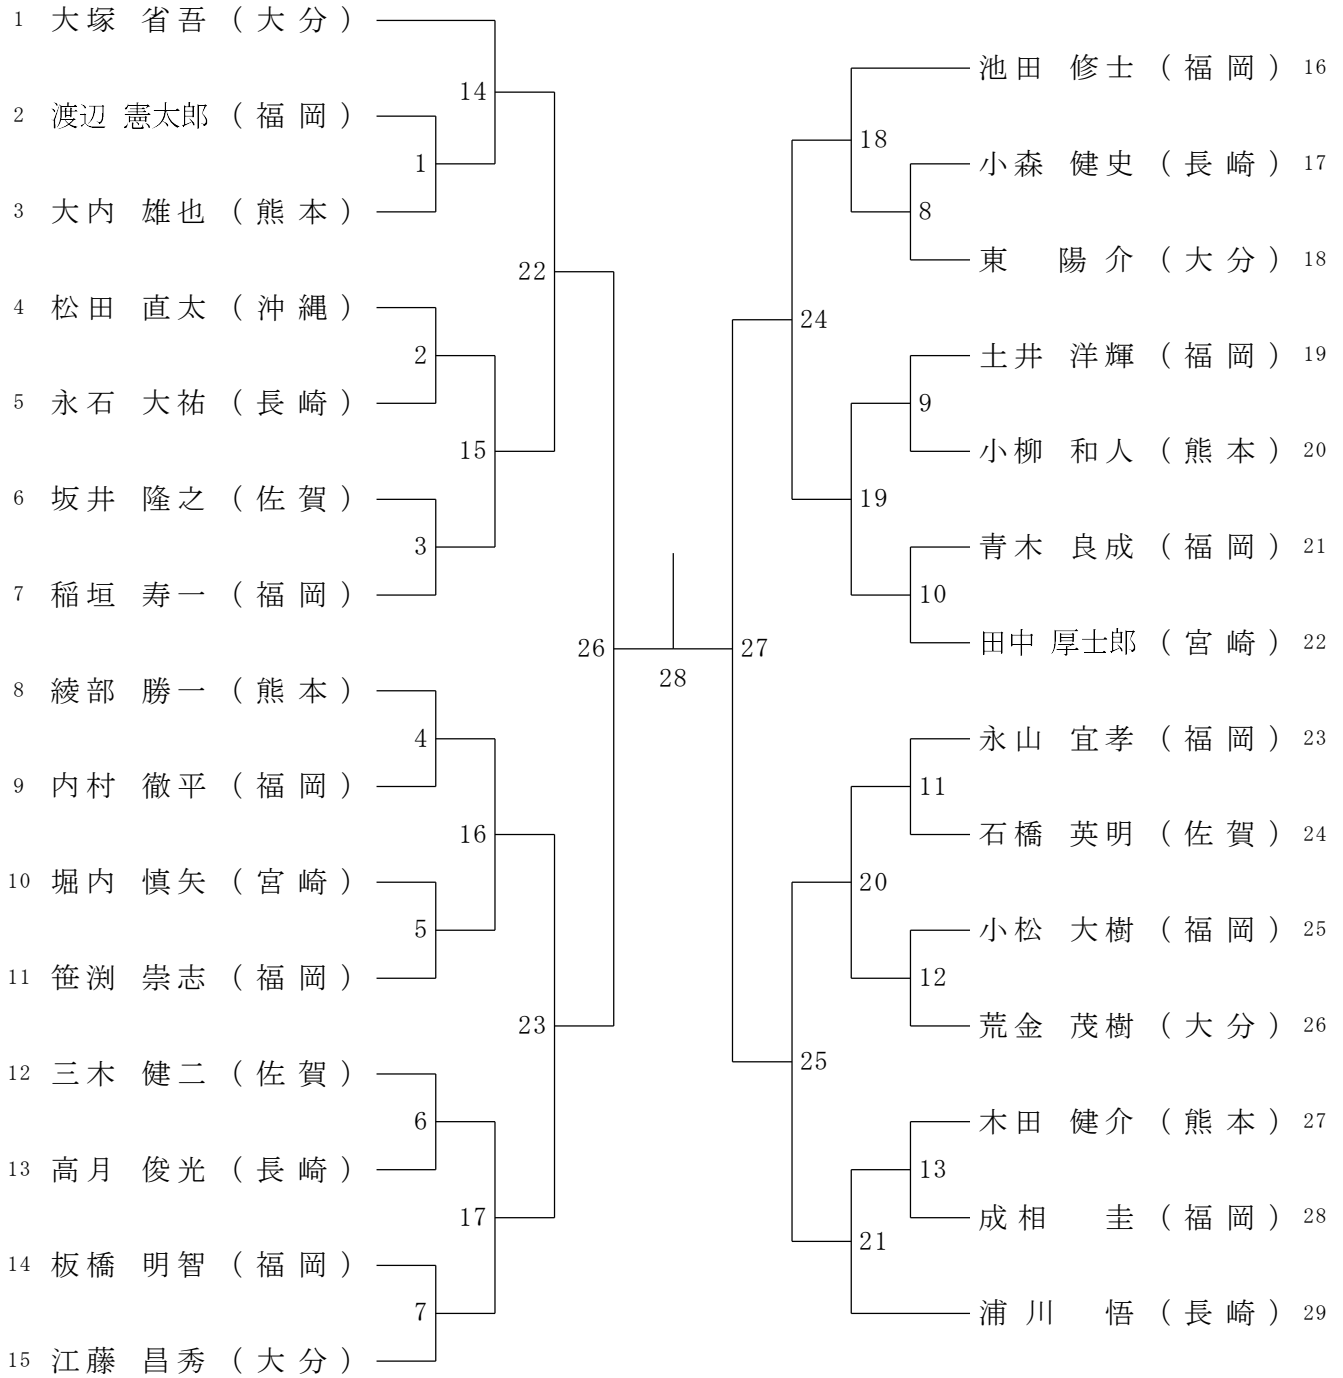 1 大塚 省吾 (大分)
2 渡辺 憲太郎 (福岡)
3 大内 雄也 (熊本)
4 松田 直太 (沖縄)
5 永石 大祐 (長崎)
6 坂井 隆之 (佐賀)
7 稲垣 寿一 (福岡)
8 綾部 勝一 (熊本)
9 内村 徹平 (福岡)
10 堀内 慎矢 (宮崎)
11 笹渕 崇志 (福岡)
12 三木 健二 (佐賀)
13 高月 俊光 (長崎)
14 板橋 明智 (福岡)
15 江藤 昌秀 (大分)
14
1
22
2
15
3
26
4
16
5
23
6
17
7
28
27
18
8
24
9
19
10
11
20
12
25
13
21
池田 修士 (福岡) 16
小森 健史 (長崎) 17
東 陽介 (大分) 18
土井 洋輝 (福岡) 19
小柳 和人 (熊本) 20
青木 良成 (福岡) 21
田中 厚士郎 (宮崎) 22
永山 宜孝 (福岡) 23
石橋 英明 (佐賀) 24
小松 大樹 (福岡) 25
荒金 茂樹 (大分) 26
木田 健介 (熊本) 27
成相 圭 (福岡) 28
浦川 悟 (長崎) 29